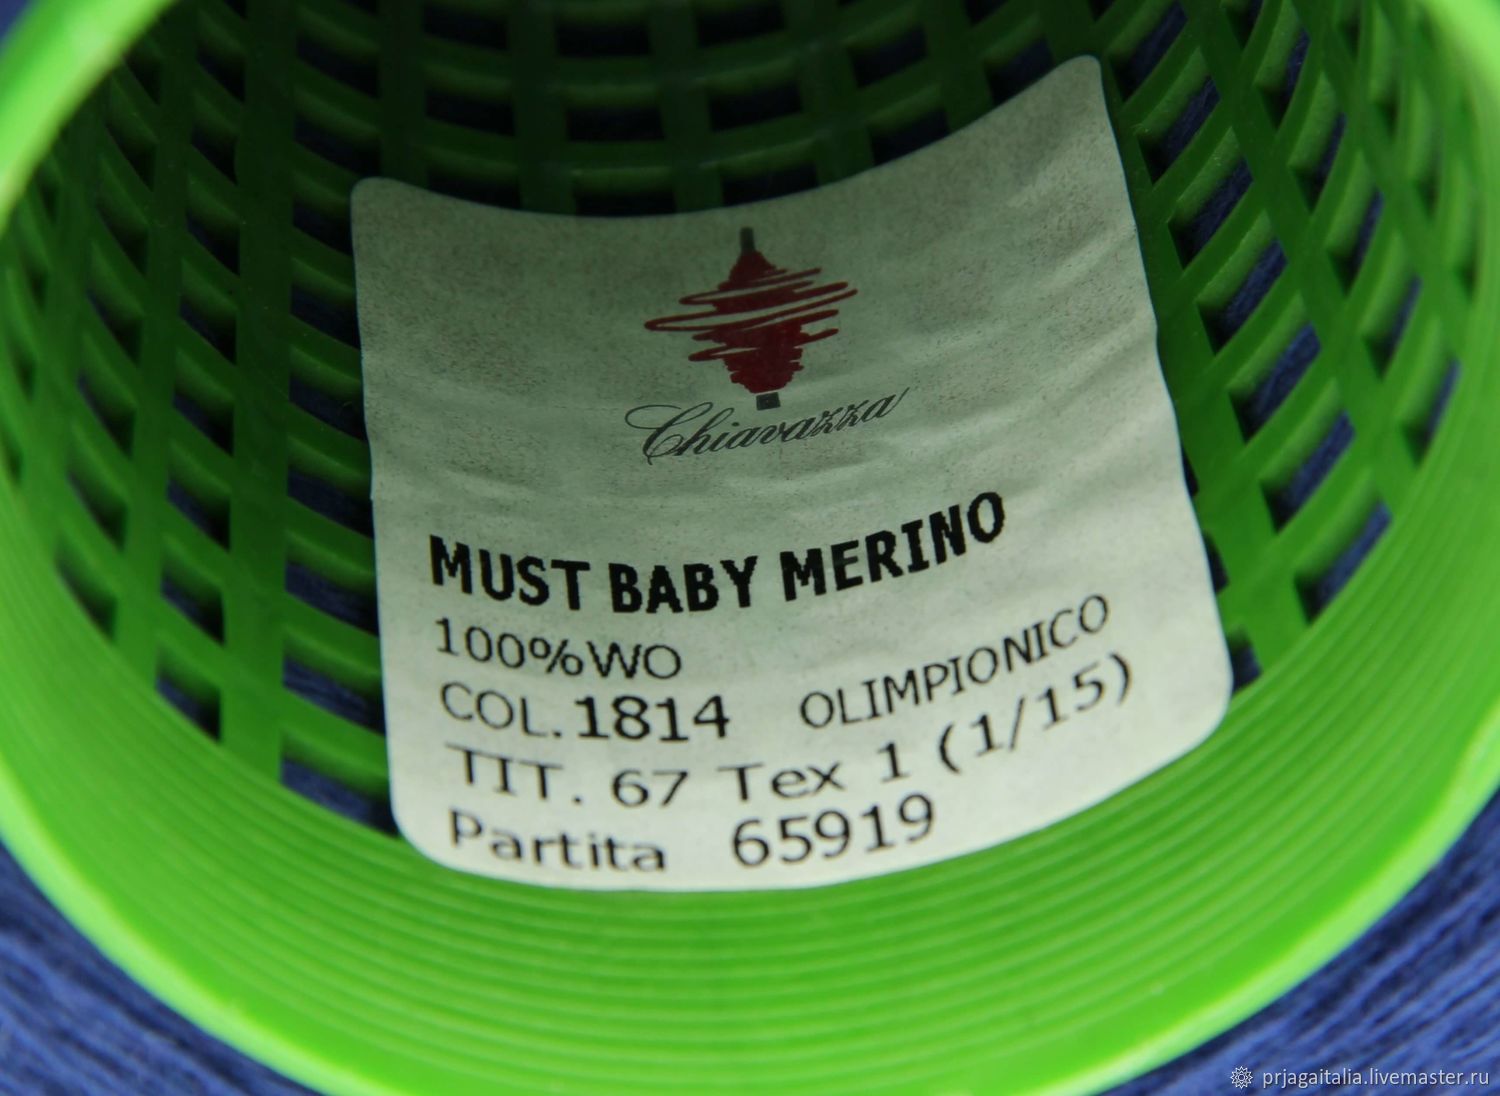 Chiavazza
MUST BABY MERINO
100%WO
COL.1814 OLIMPIONICO
TIT. 67 Tex 1 (1/15)
Partita 65919
prjagaitalia.livemaster.ru